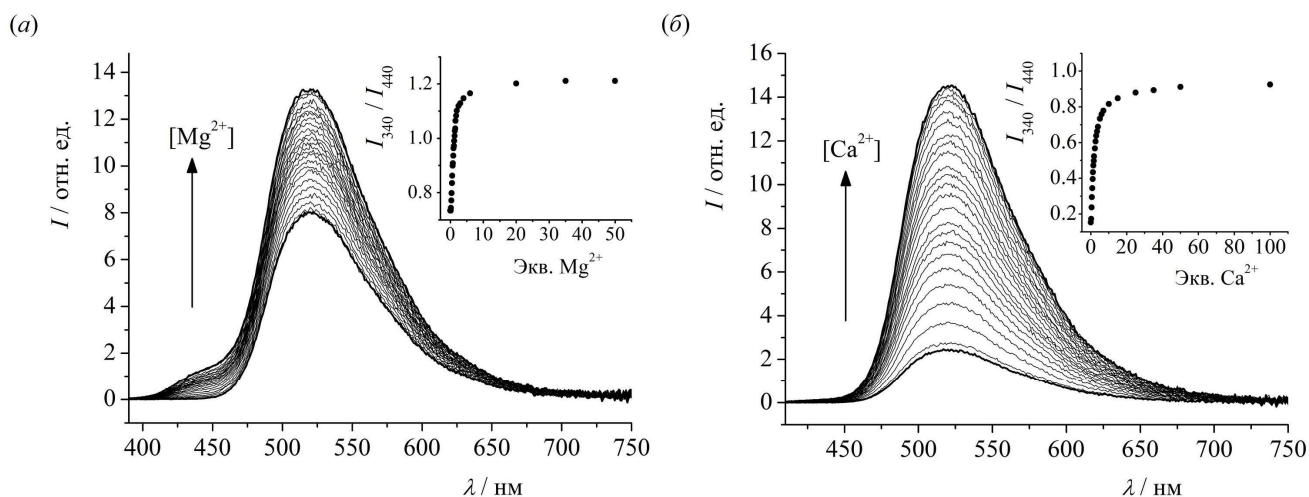 (а)
14
12
10
8
6
4
2
0
I / отн. ед.
[Mg²⁺]
400 450 500 550 600 650 700 750
λ / нм
I₃₄₀ / I₄₄₀
1.2
1.0
0.8
0 10 20 30 40 50
Экв. Mg²⁺
(б)
16
14
12
10
8
6
4
2
0
I / отн. ед.
[Ca²⁺]
450 500 550 600 650 700 750
λ / нм
I₃₄₀ / I₄₄₀
1.0
0.8
0.6
0.4
0.2
0 20 40 60 80 100
Экв. Ca²⁺